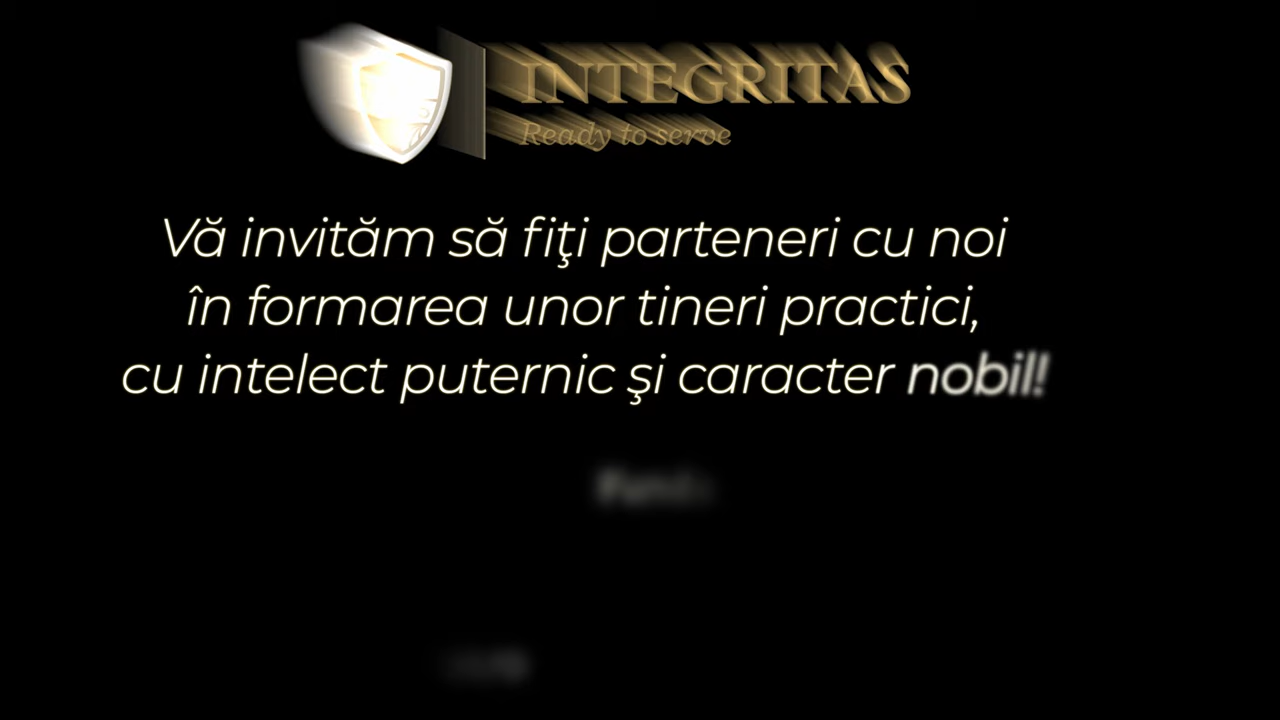 INTEGRITAS
Ready to serve
Vă invităm să fiţi parteneri cu noi
în formarea unor tineri practici,
cu intelect puternic şi caracter nobil!